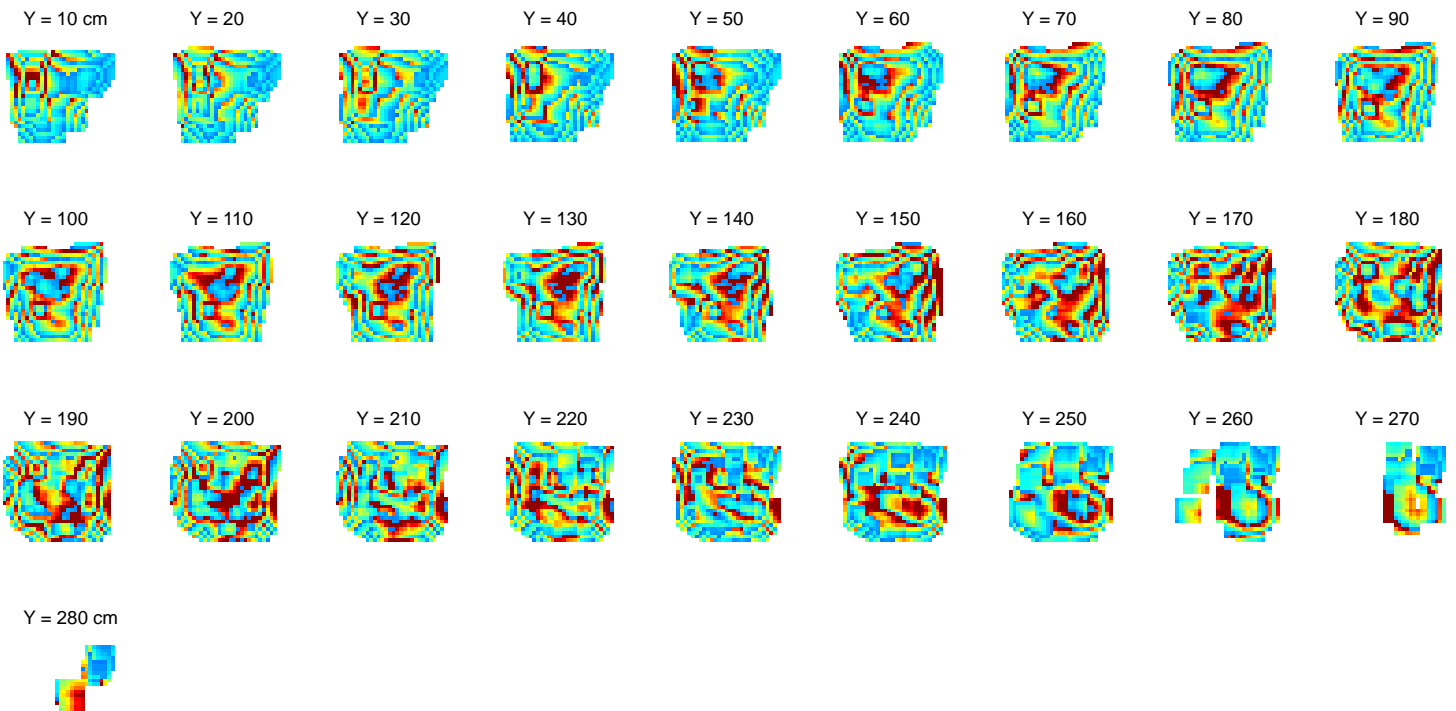 Y = 10 cm Y = 20 Y = 30 Y = 40 Y = 50 Y = 60 Y = 70 Y = 80 Y = 90
Y = 100 Y = 110 Y = 120 Y = 130 Y = 140 Y = 150 Y = 160 Y = 170 Y = 180
Y = 190 Y = 200 Y = 210 Y = 220 Y = 230 Y = 240 Y = 250 Y = 260 Y = 270
Y = 280 cm